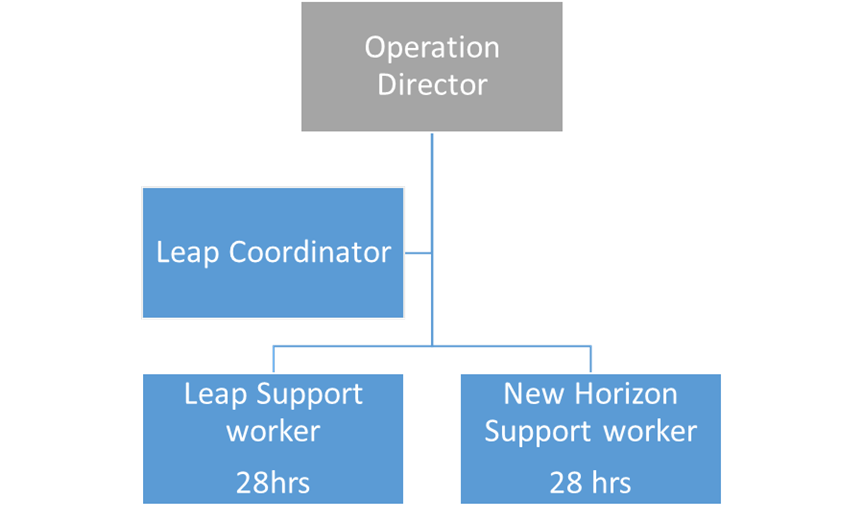 Operation
Director
Leap Coordinator
Leap Support
worker
28hrs
New Horizon
Support worker
28 hrs